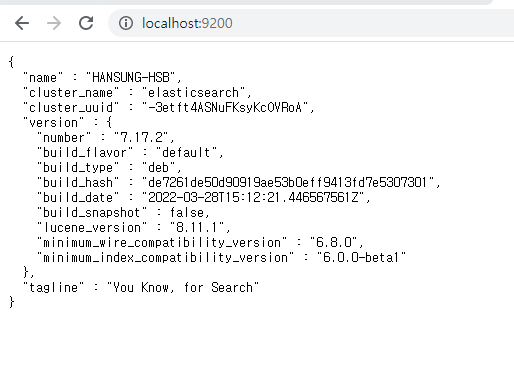 localhost:9200
{
"name" : "HANSUNG-HSB",
"cluster_name" : "elasticsearch",
"cluster_uuid" : "-3etft4ASNuFKsyKcOVRoA",
"version" : {
"number" : "7.17.2",
"build_flavor" : "default",
"build_type" : "deb",
"build_hash" : "de7261de50d90919ae53b0eff9413fd7e5307301",
"build_date" : "2022-03-28T15:12:21.446567561Z",
"build_snapshot" : false,
"lucene_version" : "8.11.1",
"minimum_wire_compatibility_version" : "6.8.0",
"minimum_index_compatibility_version" : "6.0.0-beta1"
},
"tagline" : "You Know, for Search"
}